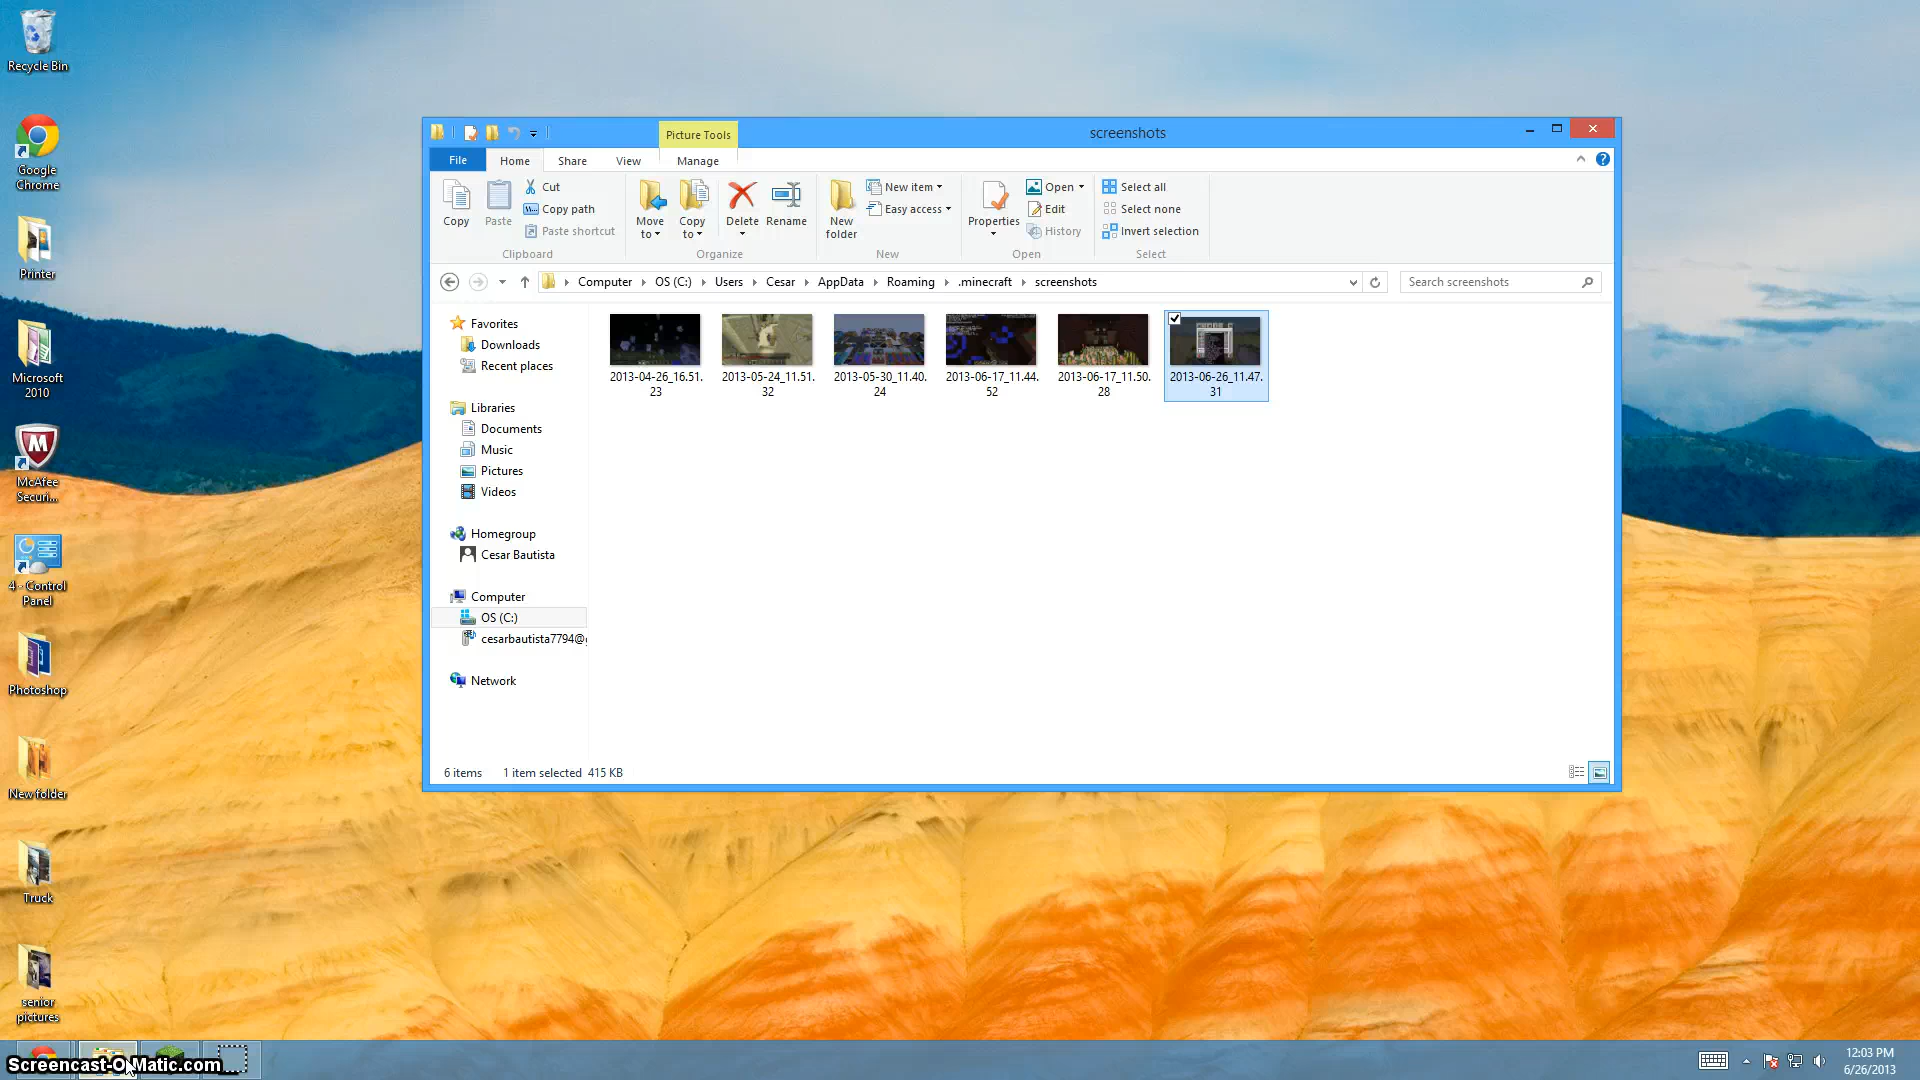 Recycle Bin
Google
Chrome
Printer
Microsoft
2010
McAfee
Securi...
4 - Control
Panel
Photoshop
New folder
Truck
senior
pictures
Picture Tools
screenshots
File
Home
Share
View
Manage
Copy
Paste
Cut
Copy path
Paste shortcut
Clipboard
Move
to
Copy
to
Delete
Rename
Organize
New
folder
New item
Easy access
New
Properties
Open
Edit
History
Open
Select all
Select none
Invert selection
Select
Computer
OS (C:)
Users
Cesar
AppData
Roaming
.minecraft
screenshots
Search screenshots
Favorites
Downloads
Recent places
Libraries
Documents
Music
Pictures
Videos
Homegroup
Cesar Bautista
Computer
OS (C:)
cesarbautista7794@
Network
2013-04-26_16.51.
23
2013-05-24_11.51.
32
2013-05-30_11.40.
24
2013-06-17_11.44.
52
2013-06-17_11.50.
28
2013-06-26_11.47.
31
6 items 1 item selected 415 KB
Screencast-O-Matic.com
12:03 PM
6/26/2013